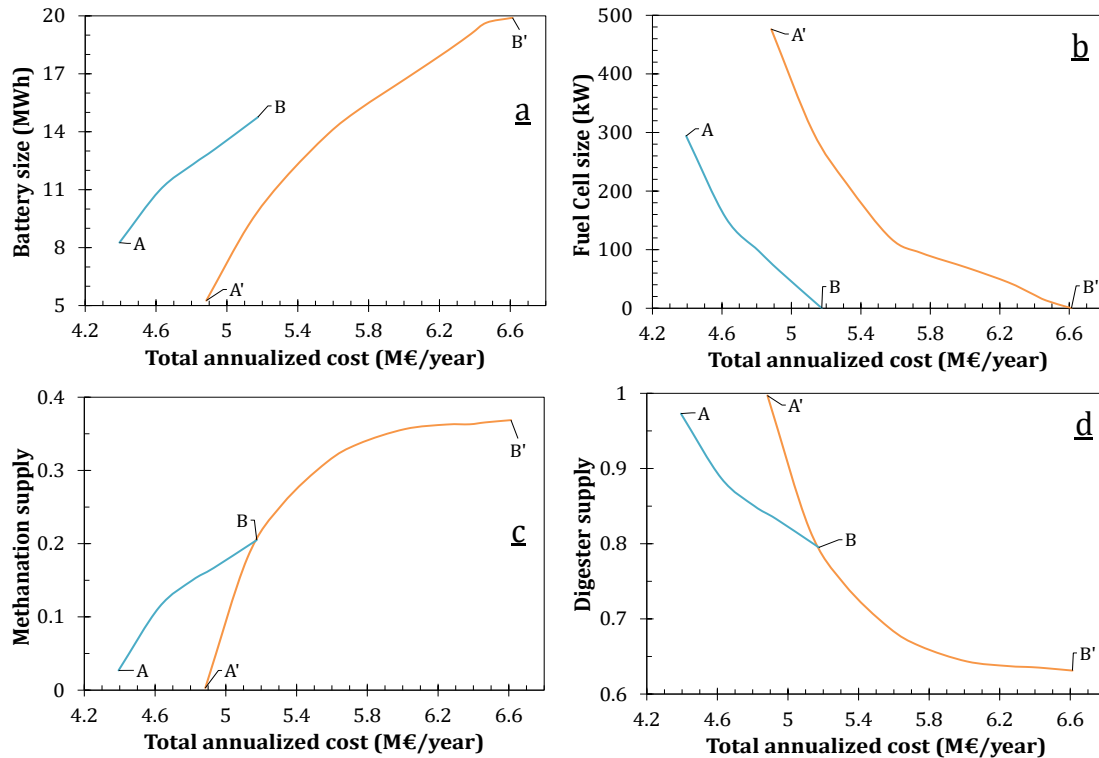 20
17
14
11
8
5
Battery size (MWh)
A
B
A'
B'
a
4.2 4.6 5 5.4 5.8 6.2 6.6
Total annualized cost (M€/year)
500
400
300
200
100
0
Fuel Cell size (kW)
A
B
A'
B'
b
4.2 4.6 5 5.4 5.8 6.2 6.6
Total annualized cost (M€/year)
0.4
0.3
0.2
0.1
0
Methanation supply
A
B
A'
B'
c
4.2 4.6 5 5.4 5.8 6.2 6.6
Total annualized cost (M€/year)
1
0.9
0.8
0.7
0.6
Digester supply
A
A'
B
B'
d
4.2 4.6 5 5.4 5.8 6.2 6.6
Total annualized cost (M€/year)